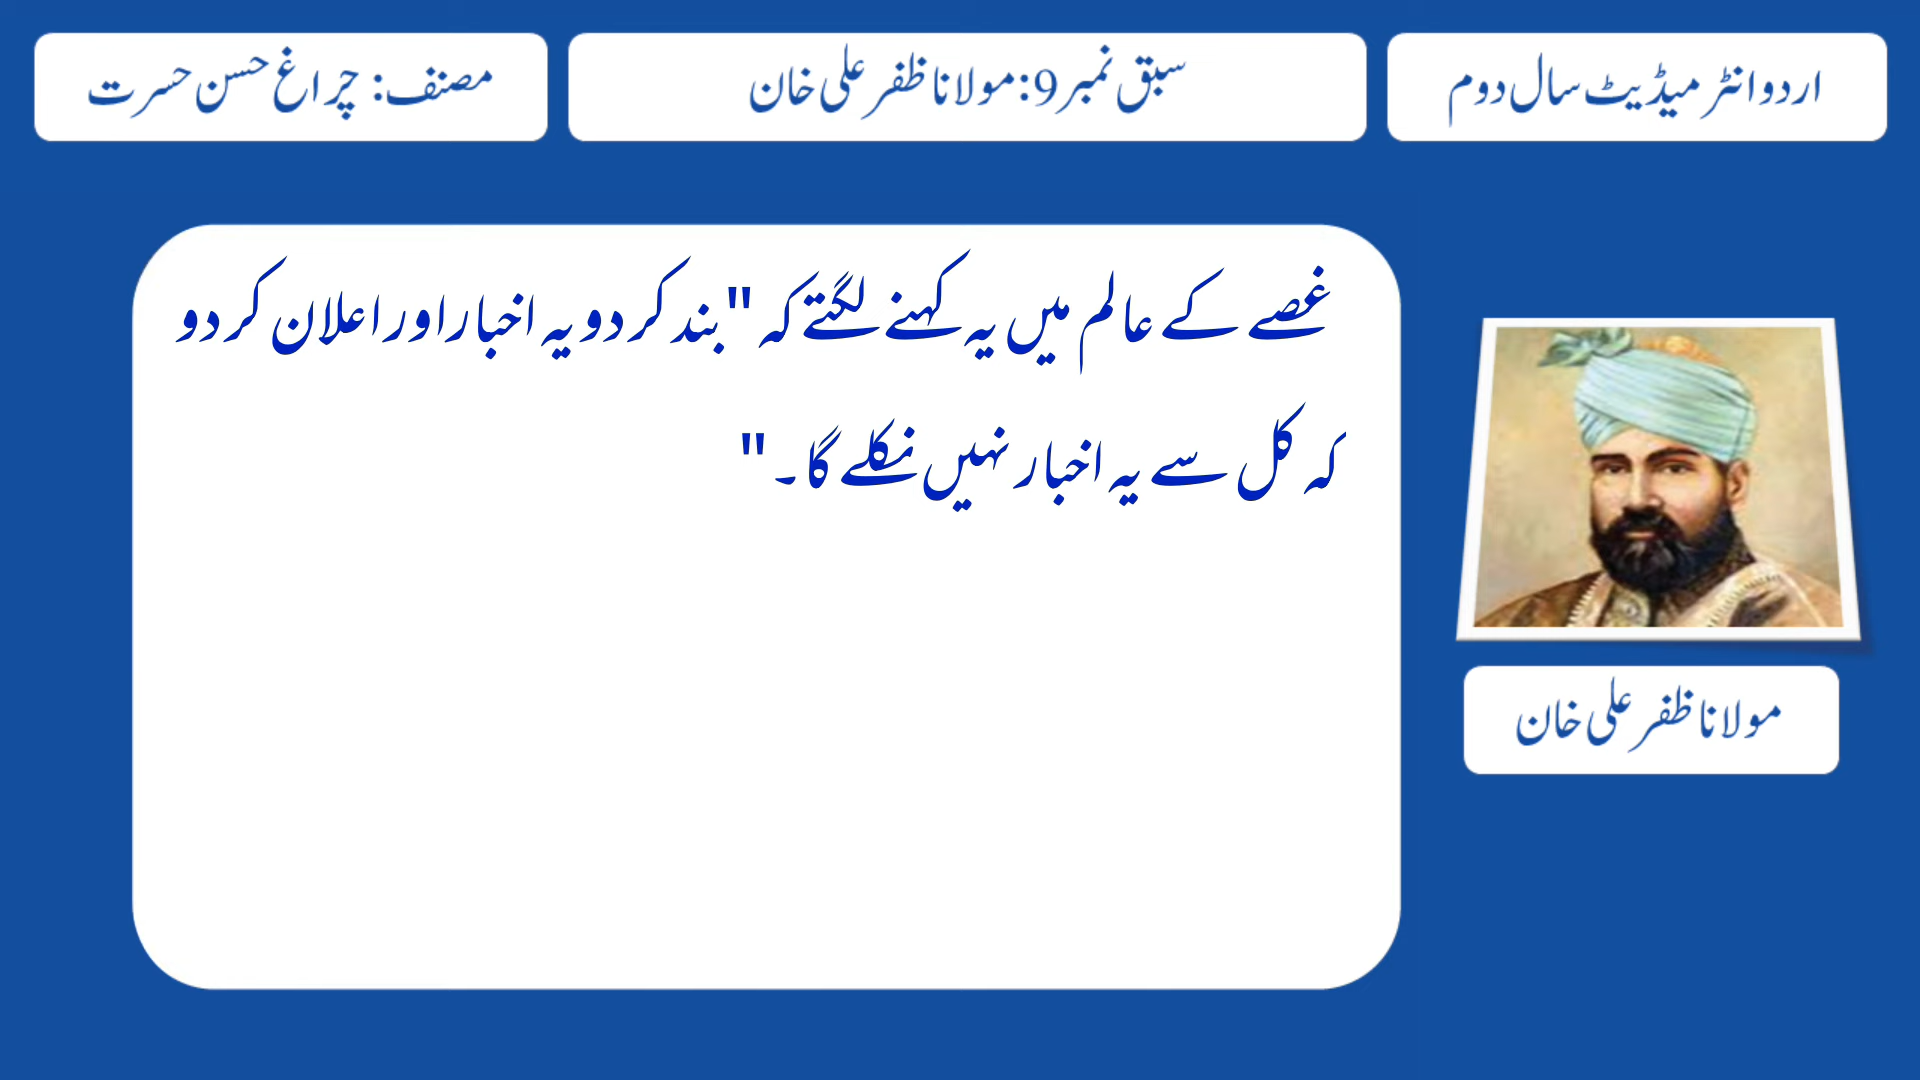 اردو انٹرمیڈیٹ سال دوم
سبق نمبر 9: مولانا ظفر علی خان
مصنف: چراغ حسن حسرت
غصے کے عالم میں یہ کہنے لگتے کہ "بند کر دو یہ اخبار اور اعلان کر دو
کہ کل سے یہ اخبار نہیں نکلے گا۔"
مولانا ظفر علی خان